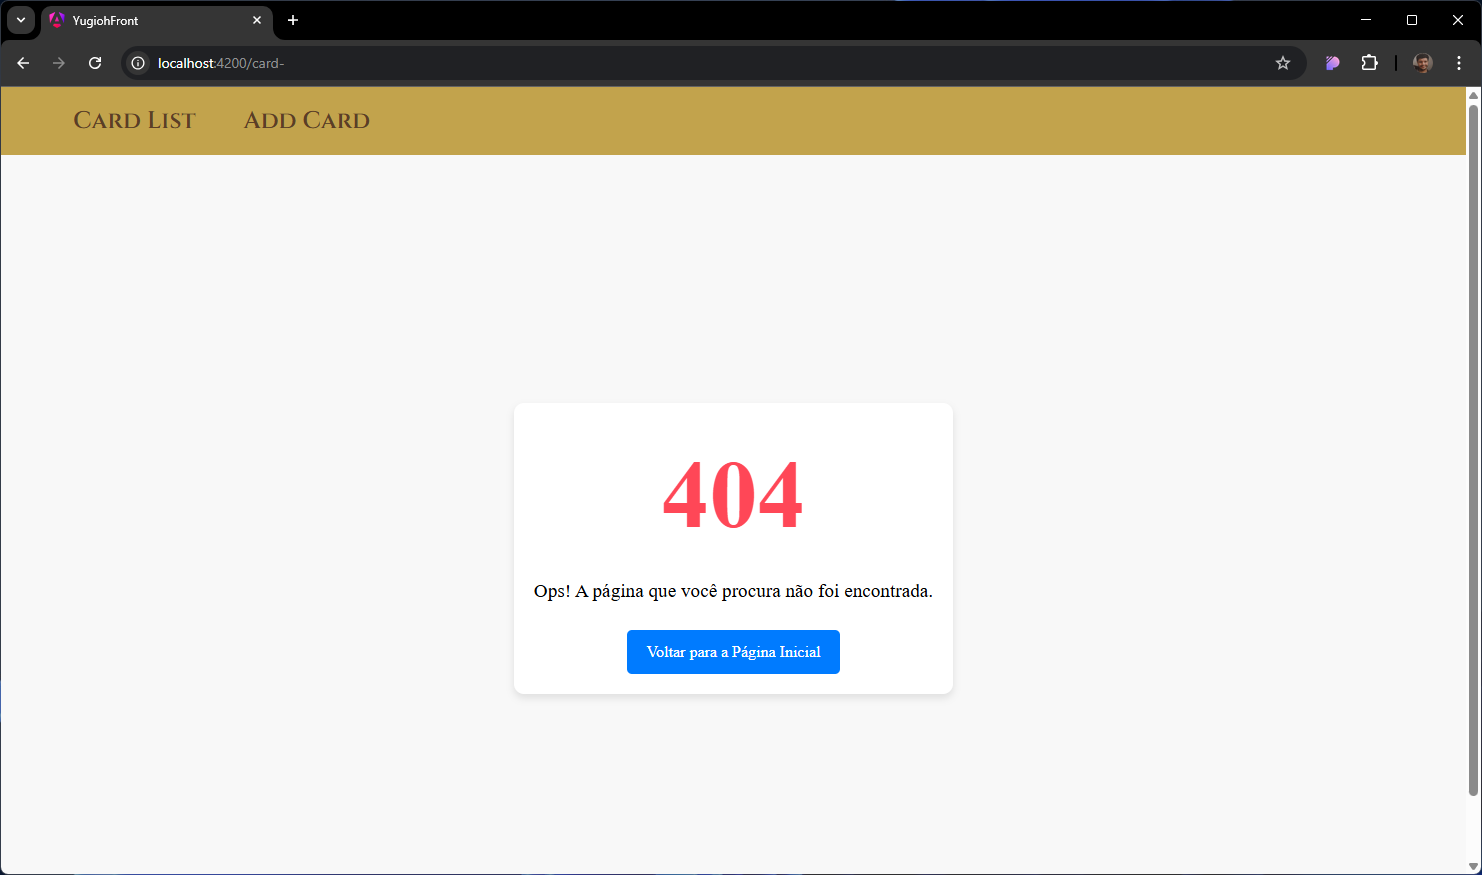 YugiohFront
localhost:4200/card-
Card List
Add Card
404
Ops! A página que você procura não foi encontrada.
Voltar para a Página Inicial